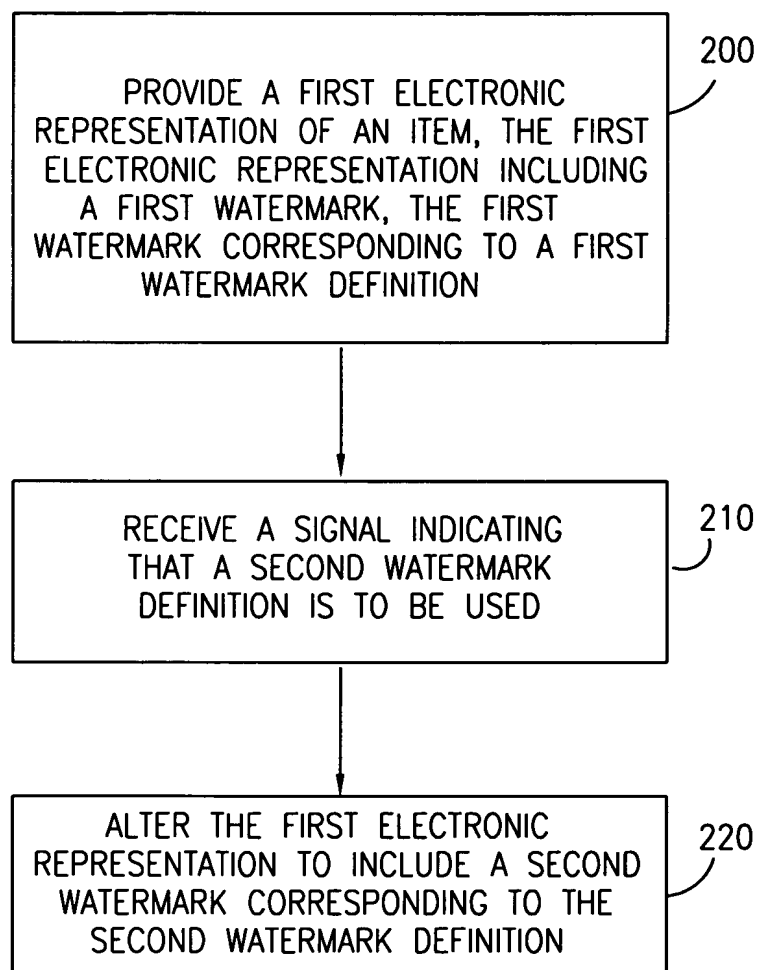 200
PROVIDE A FIRST ELECTRONIC
REPRESENTATION OF AN ITEM, THE FIRST
ELECTRONIC REPRESENTATION INCLUDING
A FIRST WATERMARK, THE FIRST
WATERMARK CORRESPONDING TO A FIRST
WATERMARK DEFINITION
210
RECEIVE A SIGNAL INDICATING
THAT A SECOND WATERMARK
DEFINITION IS TO BE USED
220
ALTER THE FIRST ELECTRONIC
REPRESENTATION TO INCLUDE A SECOND
WATERMARK CORRESPONDING TO THE
SECOND WATERMARK DEFINITION